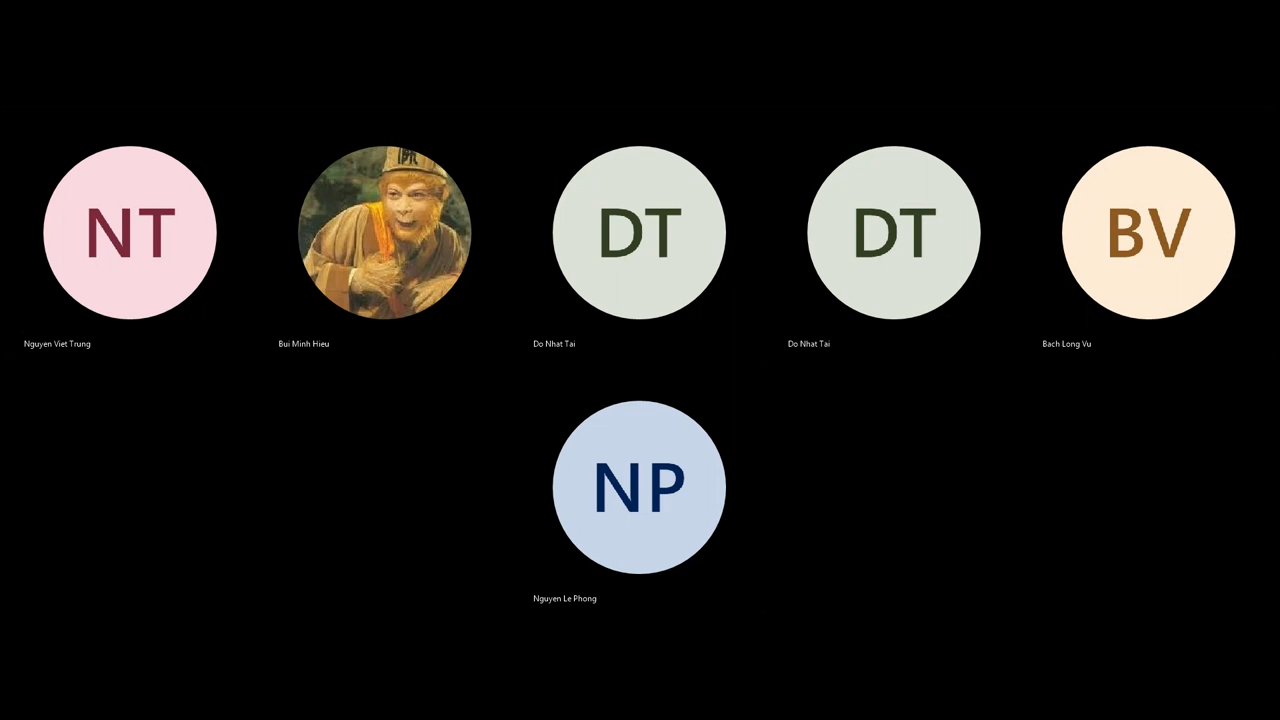 NT
DT
DT
BV
Nguyen Viet Trung
Bui Minh Hieu
Do Nhat Tai
Do Nhat Tai
Bach Long Vu
NP
Nguyen Le Phong